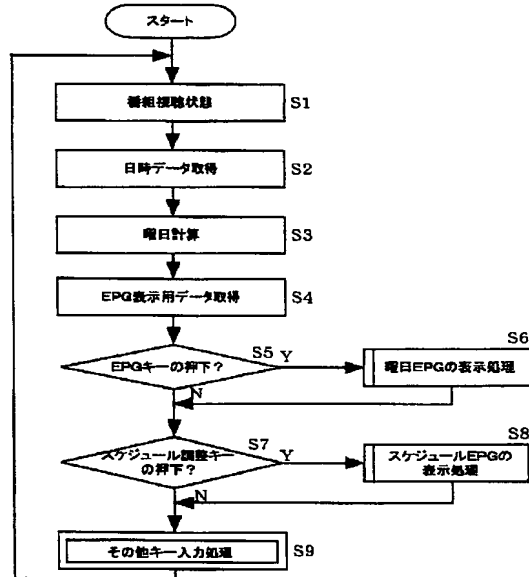 スタート
番組視聴状態
S1
日時データ取得
S2
曜日計算
S3
EPG表示用データ取得
S4
EPGキーの押下？
S5
Y
N
曜日EPGの表示処理
S6
スケジュール調整キー
の押下？
S7
Y
N
スケジュールEPGの
表示処理
S8
その他キー入力処理
S9